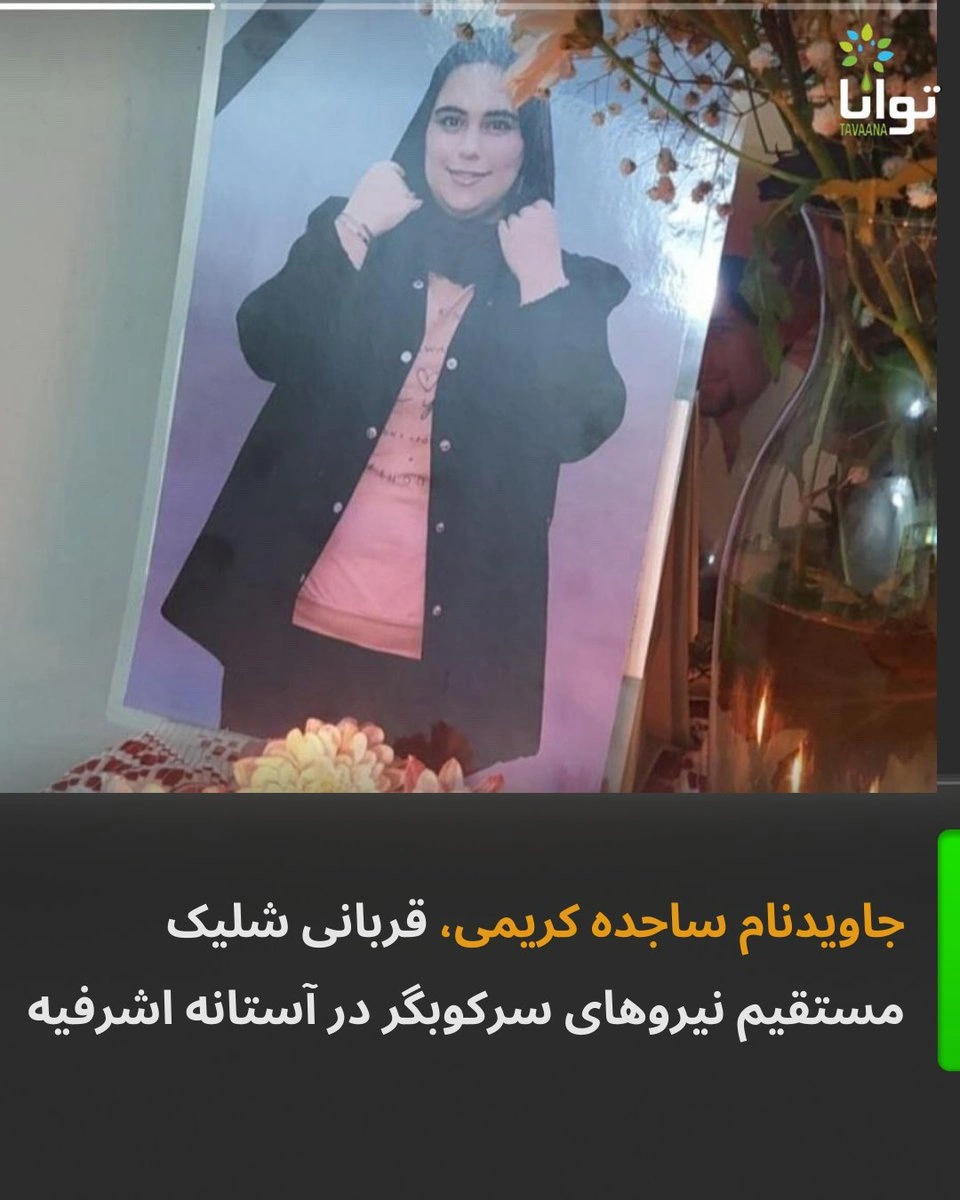 توانا
TAVAANA
جاویدنام ساجده کریمی، قربانی شلیک
مستقیم نیروهای سرکوبگر در آستانه اشرفیه